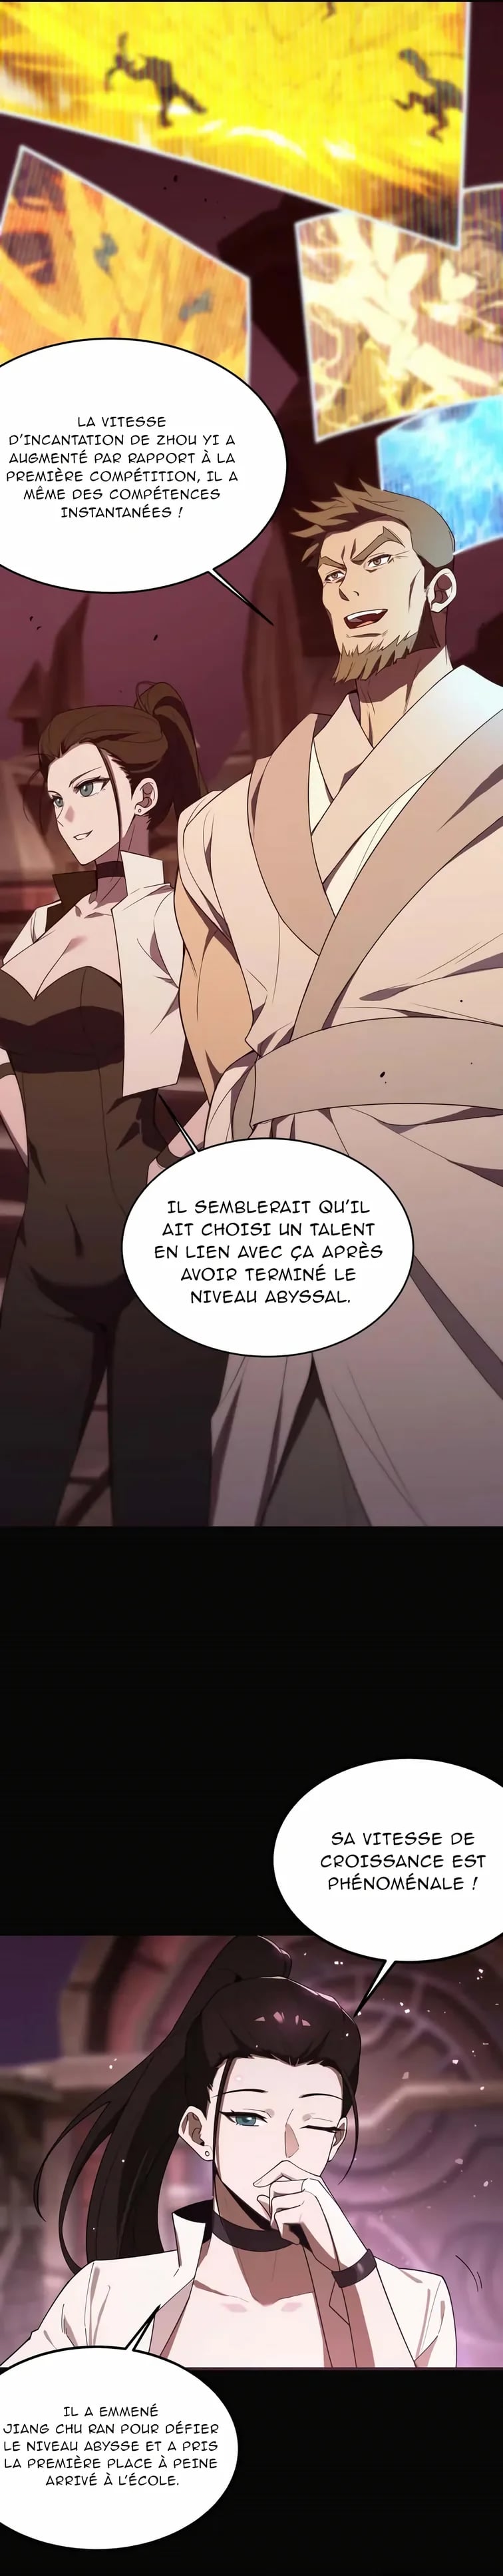 LA VITESSE
D'INCANTATION DE ZHOU YI A
AUGMENTÉ PAR RAPPORT À LA
PREMIÈRE COMPÉTITION, IL A
MÊME DES COMPÉTENCES
INSTANTANÉES !
IL SEMBLERAIT QU'IL
AIT CHOISI UN TALENT
EN LIEN AVEC ÇA APRÈS
AVOIR TERMINÉ LE
NIVEAU ABYSSAL.
SA VITESSE DE
CROISSANCE EST
PHÉNOMÉNALE !
IL A EMMENÉ
JIANG CHU RAN POUR DÉFIER
LE NIVEAU ABYSSE ET A PRIS
LA PREMIÈRE PLACE À PEINE
ARRIVÉ À L'ÉCOLE.